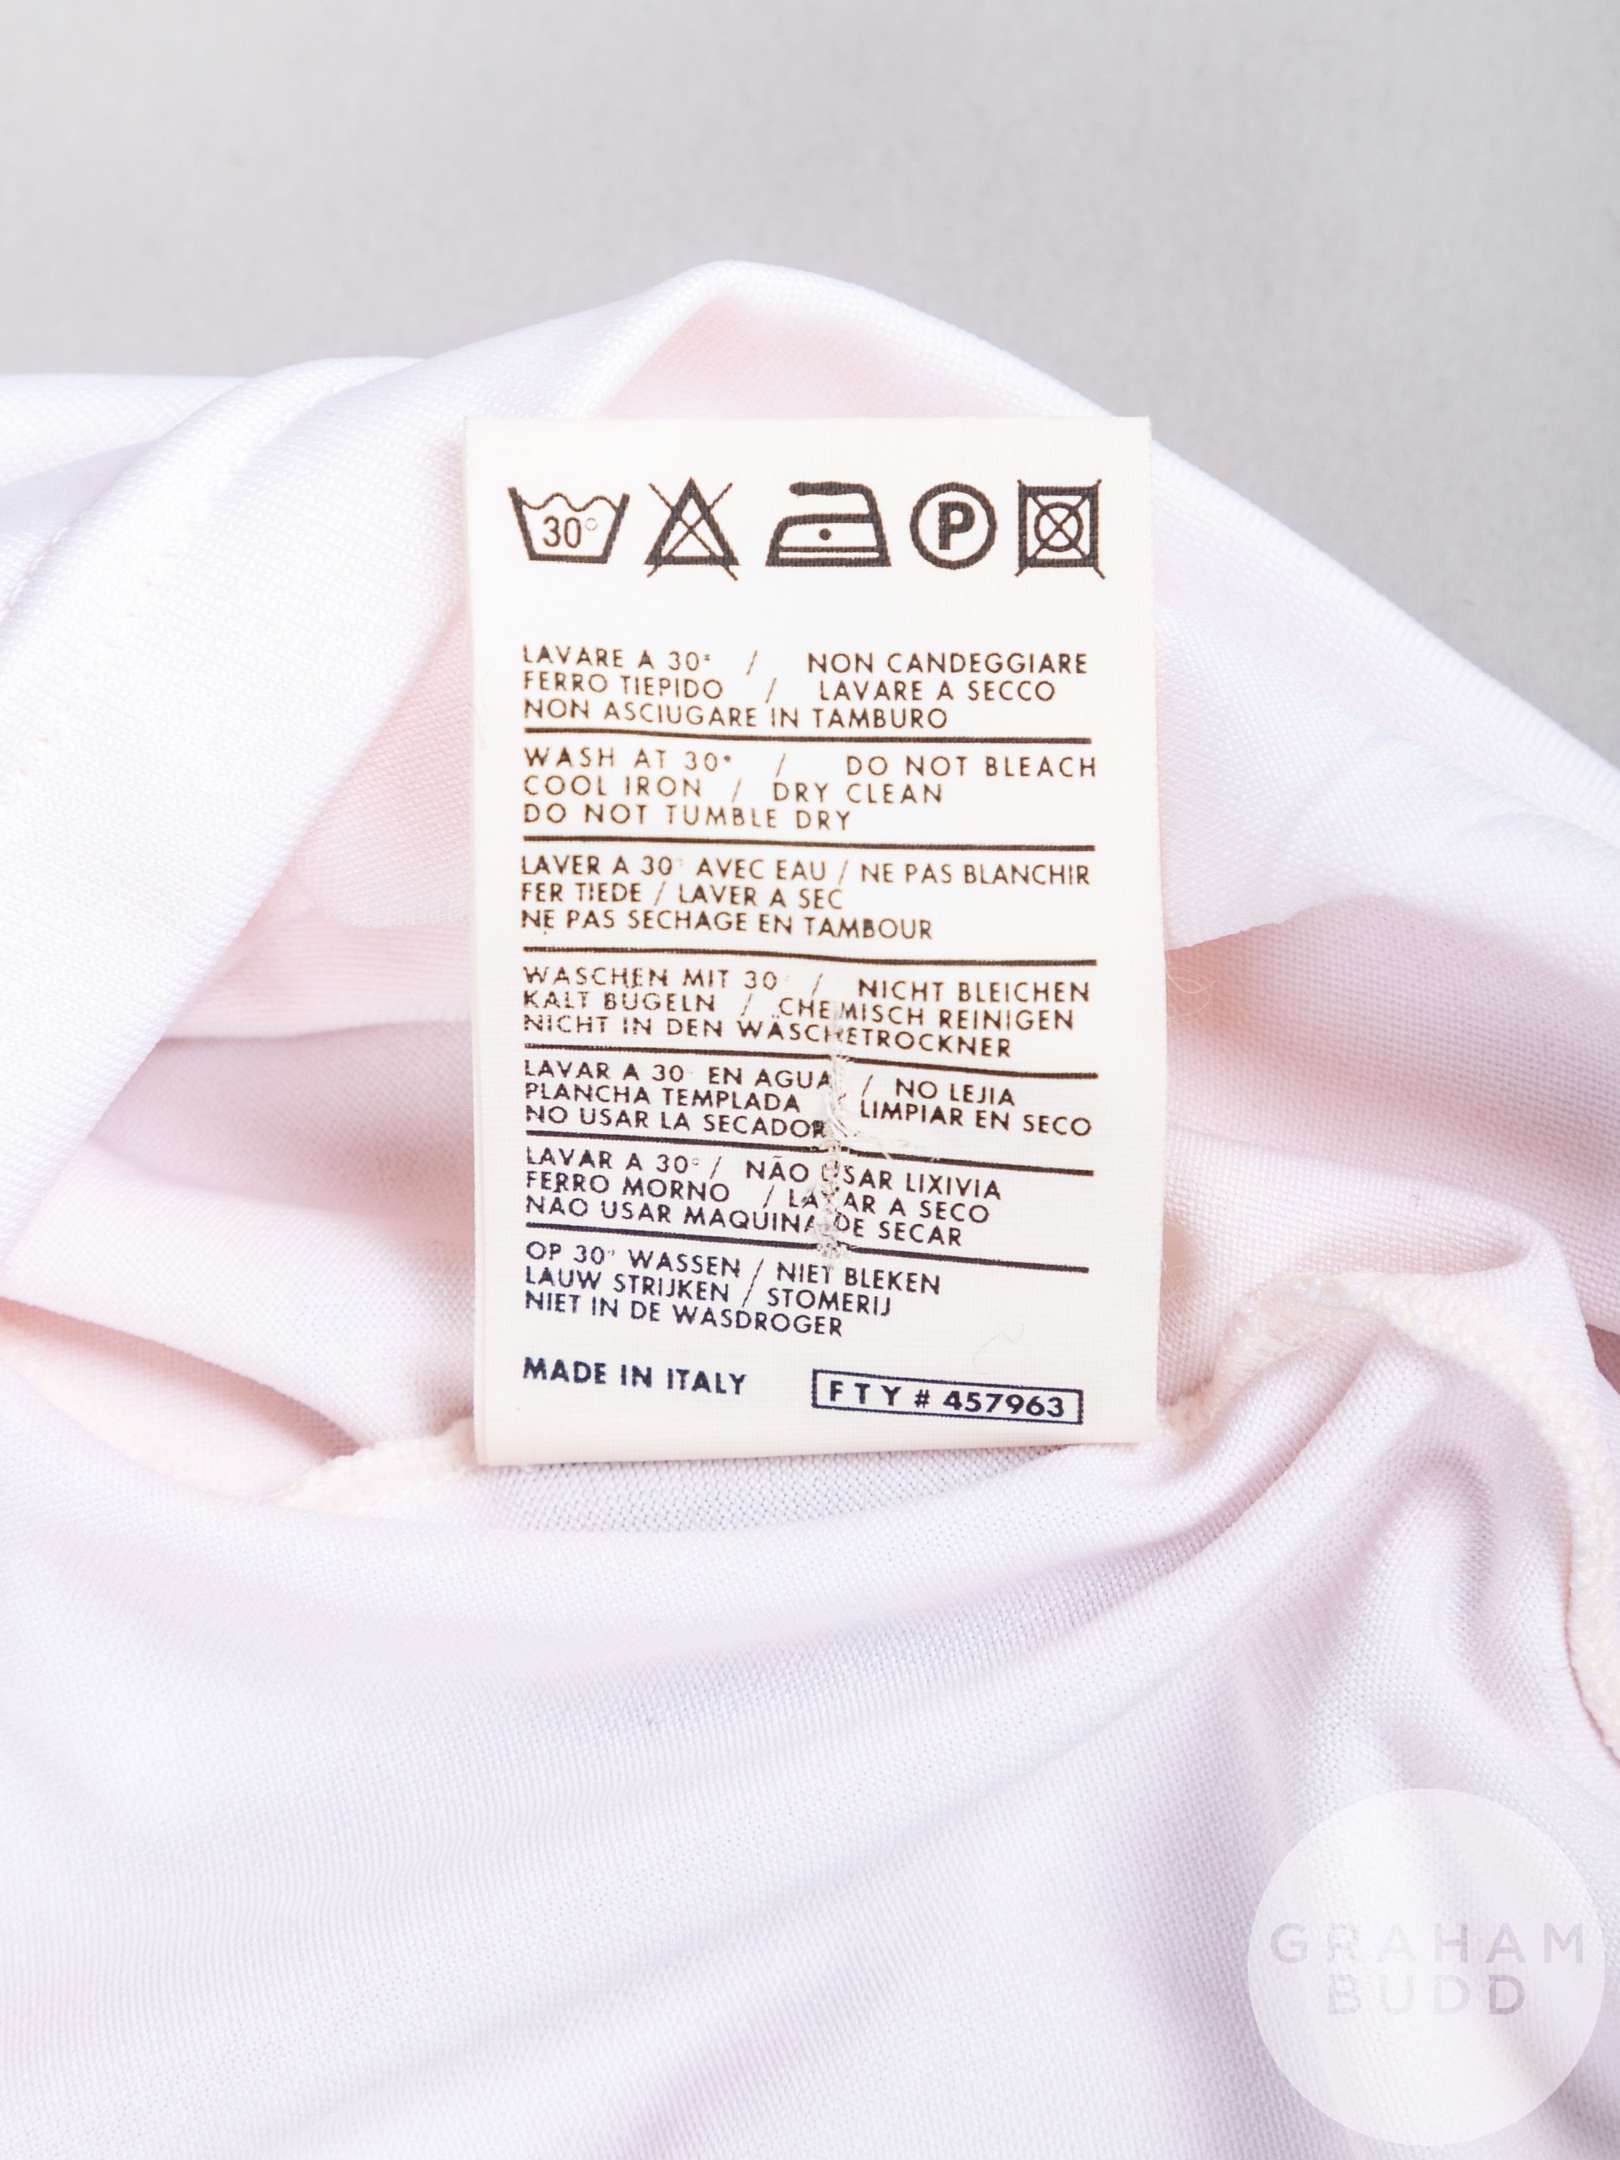 30°
P
LAVARE A 30° / NON CANDEGGIARE
FERRO TIEPIDO / LAVARE A SECCO
NON ASCIUGARE IN TAMBURO
WASH AT 30° / DO NOT BLEACH
COOL IRON / DRY CLEAN
DO NOT TUMBLE DRY
LAVER A 30° AVEC EAU / NE PAS BLANCHIR
FER TIEDE / LAVER A SEC
NE PAS SECHAGE EN TAMBOUR
WASCHEN MIT 30° / NICHT BLEICHEN
KALT BUGELN / CHEMISCH REINIGEN
NICHT IN DEN WÄSCHETROCKNER
LAVAR A 30° EN AGUA / NO LEJIA
PLANCHA TEMPLADA / LIMPIAR EN SECO
NO USAR LA SECADOR
LAVAR A 30° / NÃO USAR LIXIVIA
FERRO MORNO / LAVAR A SECO
NÃO USAR MAQUINA DE SECAR
OP 30° WASSEN / NIET BLEKEN
LAUW STRIJKEN / STOMERIJ
NIET IN DE WASDROGER
MADE IN ITALY FTY # 457963
GRAHAM
BUDD